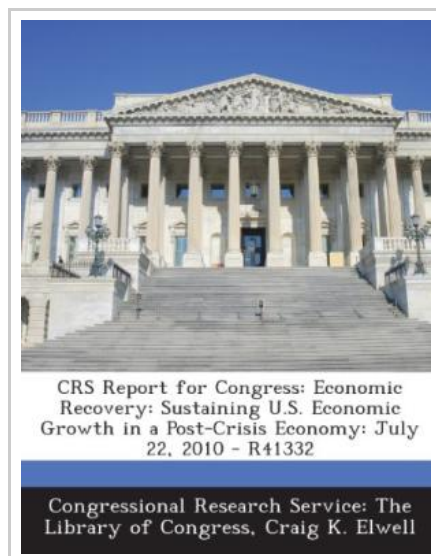 CRS Report for Congress: Economic
Recovery: Sustaining U.S. Economic
Growth in a Post-Crisis Economy: July
22, 2010 - R41332
Congressional Research Service: The
Library of Congress, Craig K. Elwell